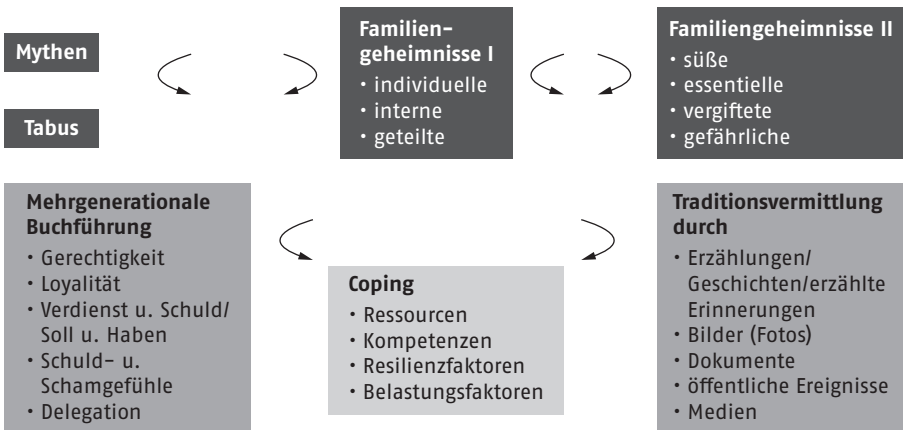 Mythen
Tabus
Familien-
geheimnisse I
• individuelle
• interne
• geteilte
Familiengeheimnisse II
• süße
• essentielle
• vergiftete
• gefährliche
Mehrgenerationale
Buchführung
• Gerechtigkeit
• Loyalität
• Verdienst u. Schuld/
Soll u. Haben
• Schuld- u.
Schamgefühle
• Delegation
Coping
• Ressourcen
• Kompetenzen
• Resilienzfaktoren
• Belastungsfaktoren
Traditionsvermittlung
durch
• Erzählungen/
Geschichten/erzählte
Erinnerungen
• Bilder (Fotos)
• Dokumente
• öffentliche Ereignisse
• Medien